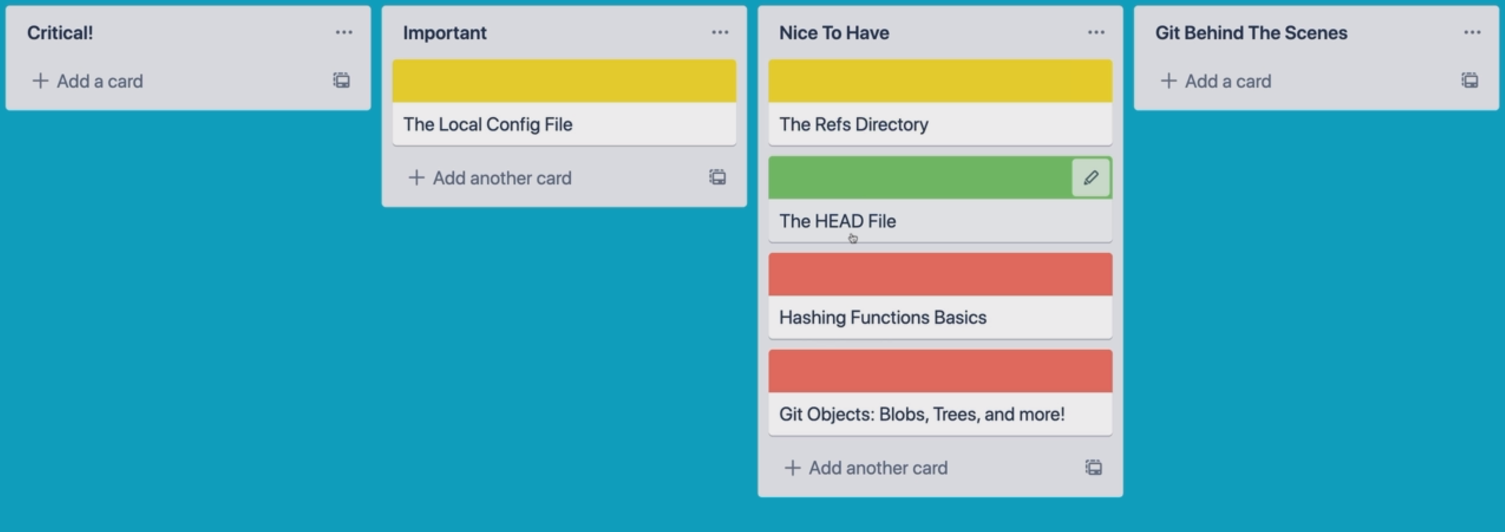 Critical!
Add a card
Important
The Local Config File
Add another card
Nice To Have
The Refs Directory
The HEAD File
Hashing Functions Basics
Git Objects: Blobs, Trees, and more!
Add another card
Git Behind The Scenes
Add a card